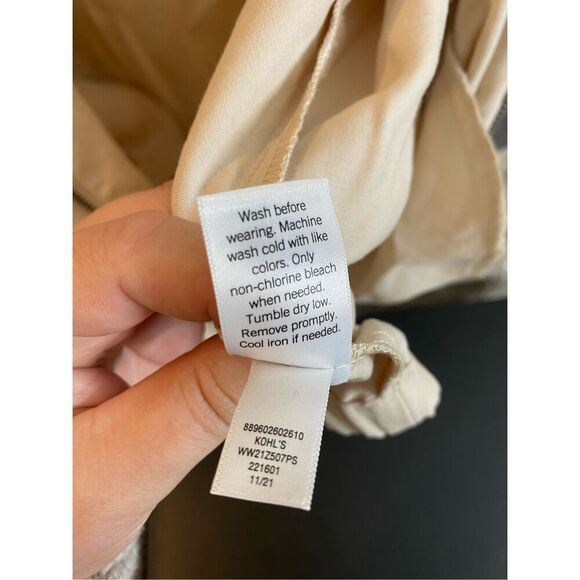 Wash before
wearing. Machine
wash cold with like
colors. Only
non-chlorine bleach
when needed.
Tumble dry low.
Remove promptly.
Cool iron if needed.
889602602610
KOHL'S
WW21Z507PS
221601
11/21